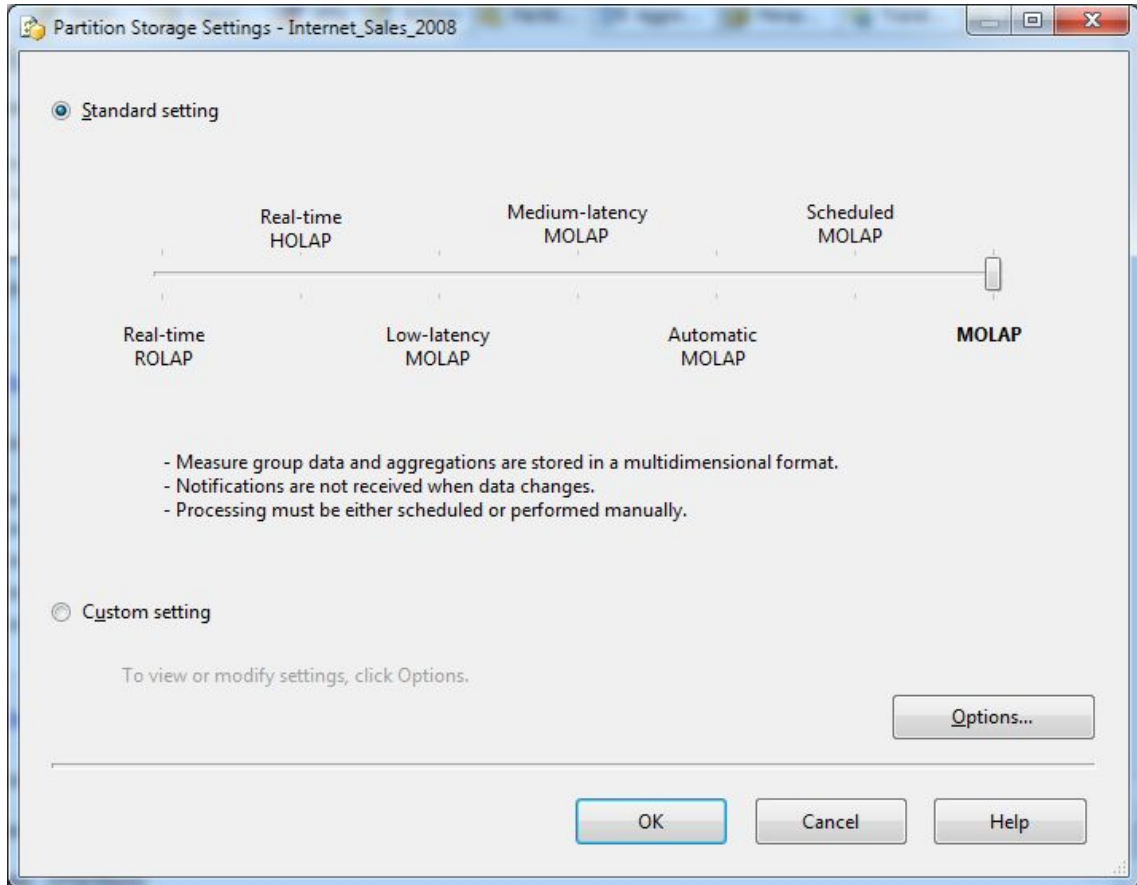 Partition Storage Settings - Internet_Sales_2008
Standard setting
Real-time
HOLAP
Medium-latency
MOLAP
Scheduled
MOLAP
Real-time
ROLAP
Low-latency
MOLAP
Automatic
MOLAP
MOLAP
- Measure group data and aggregations are stored in a multidimensional format.
- Notifications are not received when data changes.
- Processing must be either scheduled or performed manually.
Custom setting
To view or modify settings, click Options.
Options...
OK
Cancel
Help